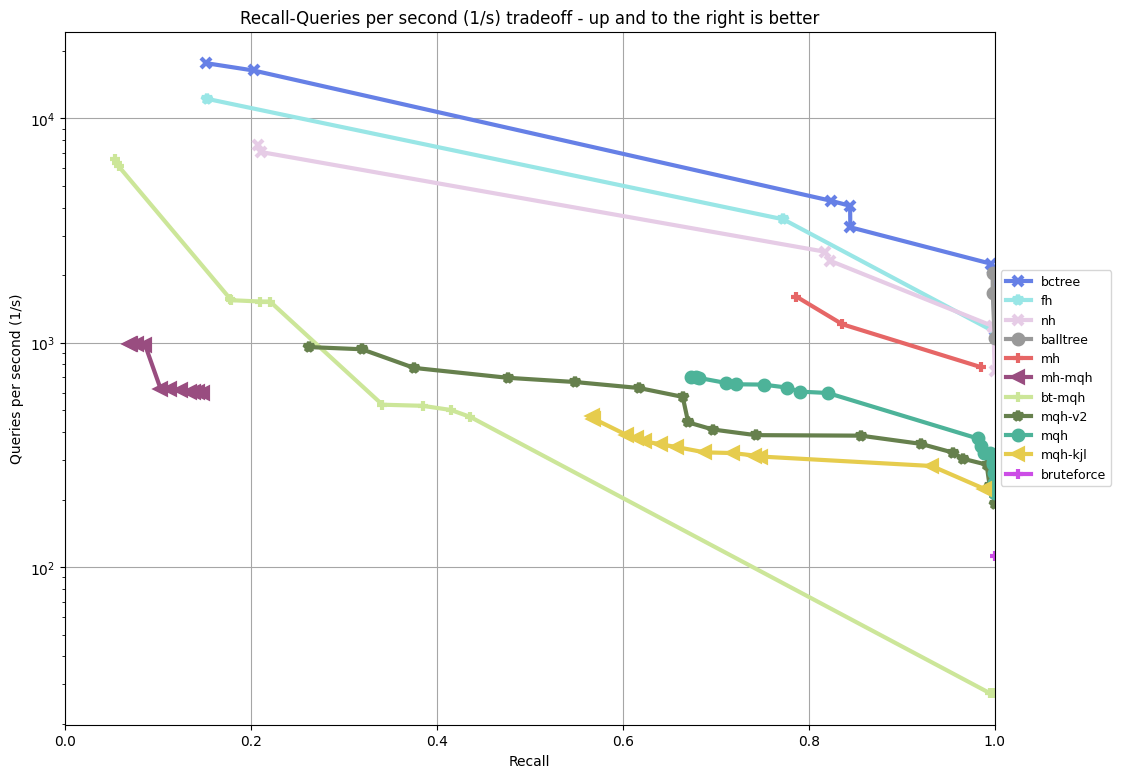 Recall-Queries per second (1/s) tradeoff - up and to the right is better
Queries per second (1/s)
10^4
10^3
10^2
0.0 0.2 0.4 0.6 0.8 1.0
Recall
bctree
fh
nh
balltree
mh
mh-mqh
bt-mqh
mqh-v2
mqh
mqh-kjl
bruteforce